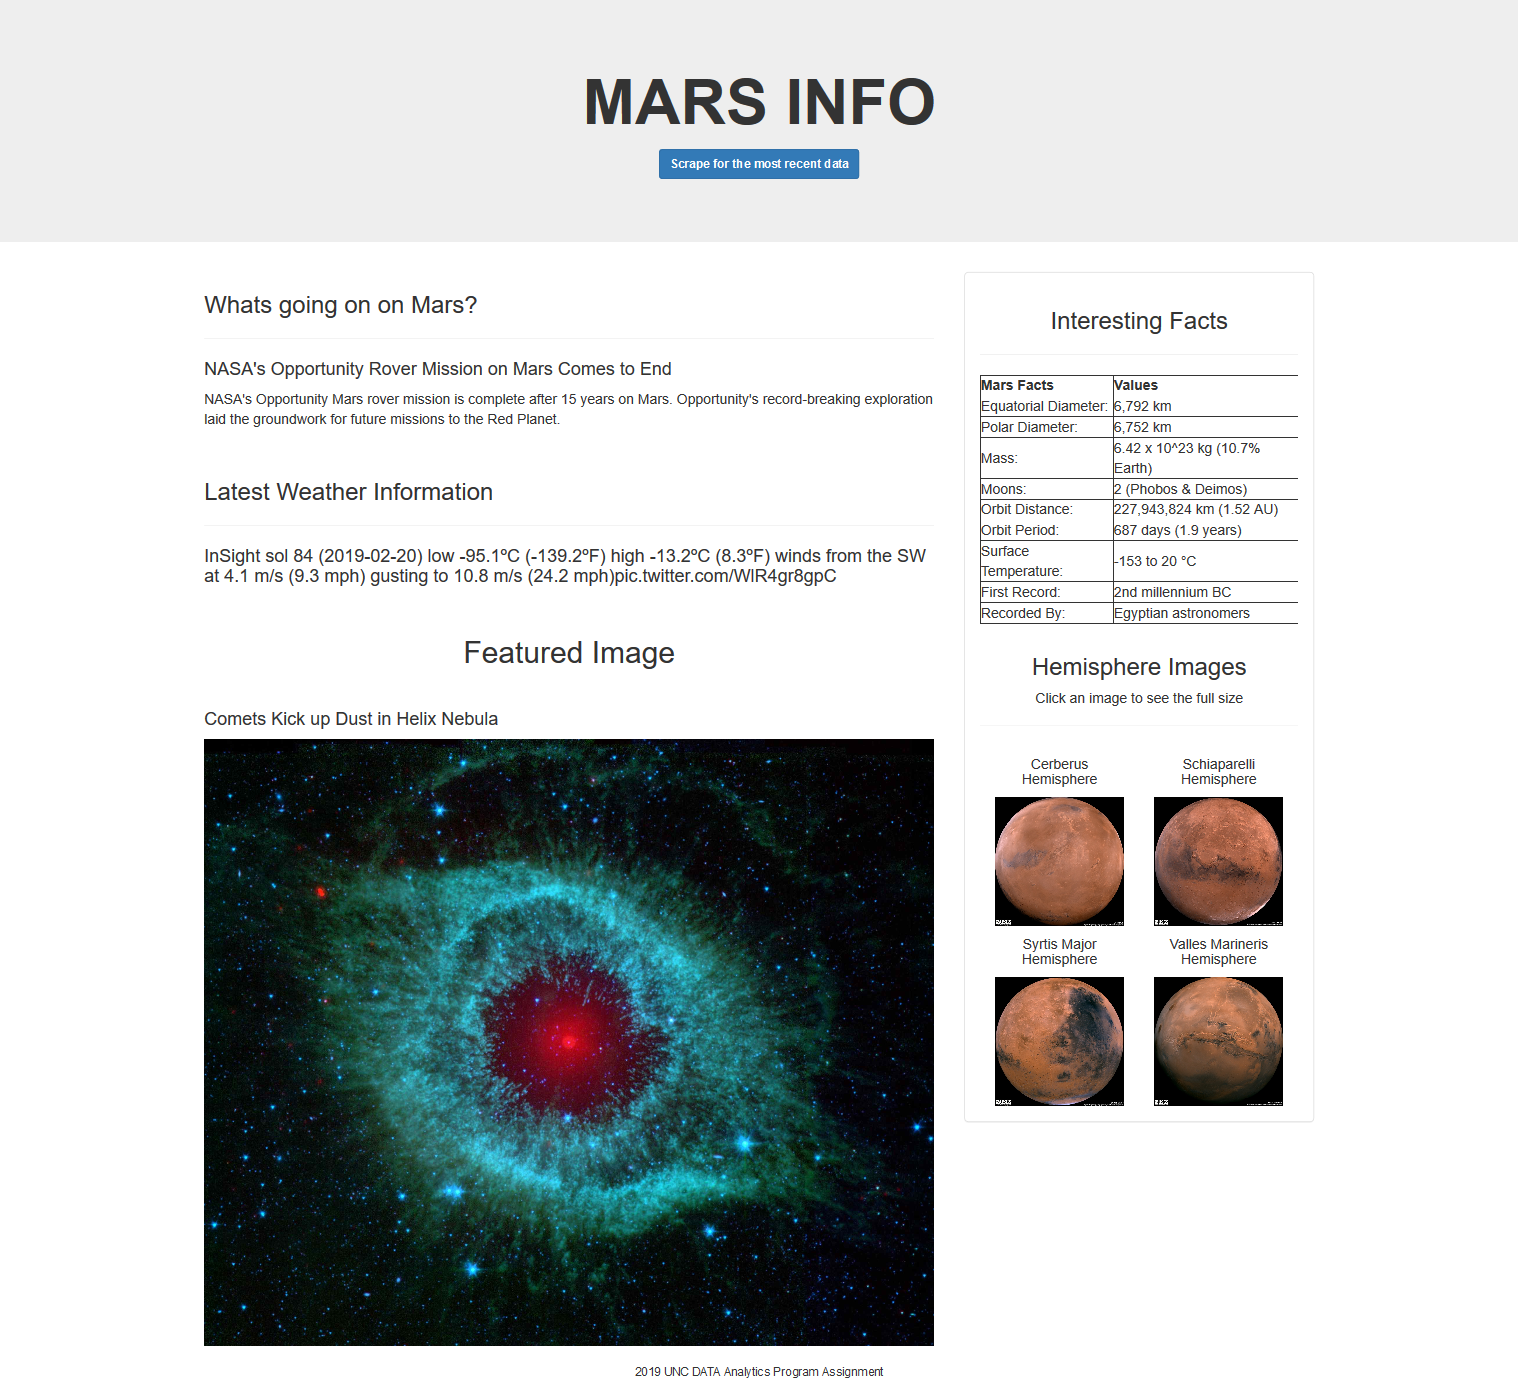 MARS INFO
Scrape for the most recent data
Whats going on on Mars?
NASA's Opportunity Rover Mission on Mars Comes to End
NASA's Opportunity Mars rover mission is complete after 15 years on Mars. Opportunity's record-breaking exploration
laid the groundwork for future missions to the Red Planet.
Latest Weather Information
InSight sol 84 (2019-02-20) low -95.1ºC (-139.2ºF) high -13.2ºC (8.3ºF) winds from the SW
at 4.1 m/s (9.3 mph) gusting to 10.8 m/s (24.2 mph)pic.twitter.com/WlR4gr8gpC
Featured Image
Comets Kick up Dust in Helix Nebula
Interesting Facts
Mars Facts Values
Equatorial Diameter: 6,792 km
Polar Diameter: 6,752 km
Mass: 6.42 x 10^23 kg (10.7%
Earth)
Moons: 2 (Phobos & Deimos)
Orbit Distance: 227,943,824 km (1.52 AU)
Orbit Period: 687 days (1.9 years)
Surface
Temperature: -153 to 20 °C
First Record: 2nd millennium BC
Recorded By: Egyptian astronomers
Hemisphere Images
Click an image to see the full size
Cerberus
Hemisphere
Schiaparelli
Hemisphere
Syrtis Major
Hemisphere
Valles Marineris
Hemisphere
2019 UNC DATA Analytics Program Assignment